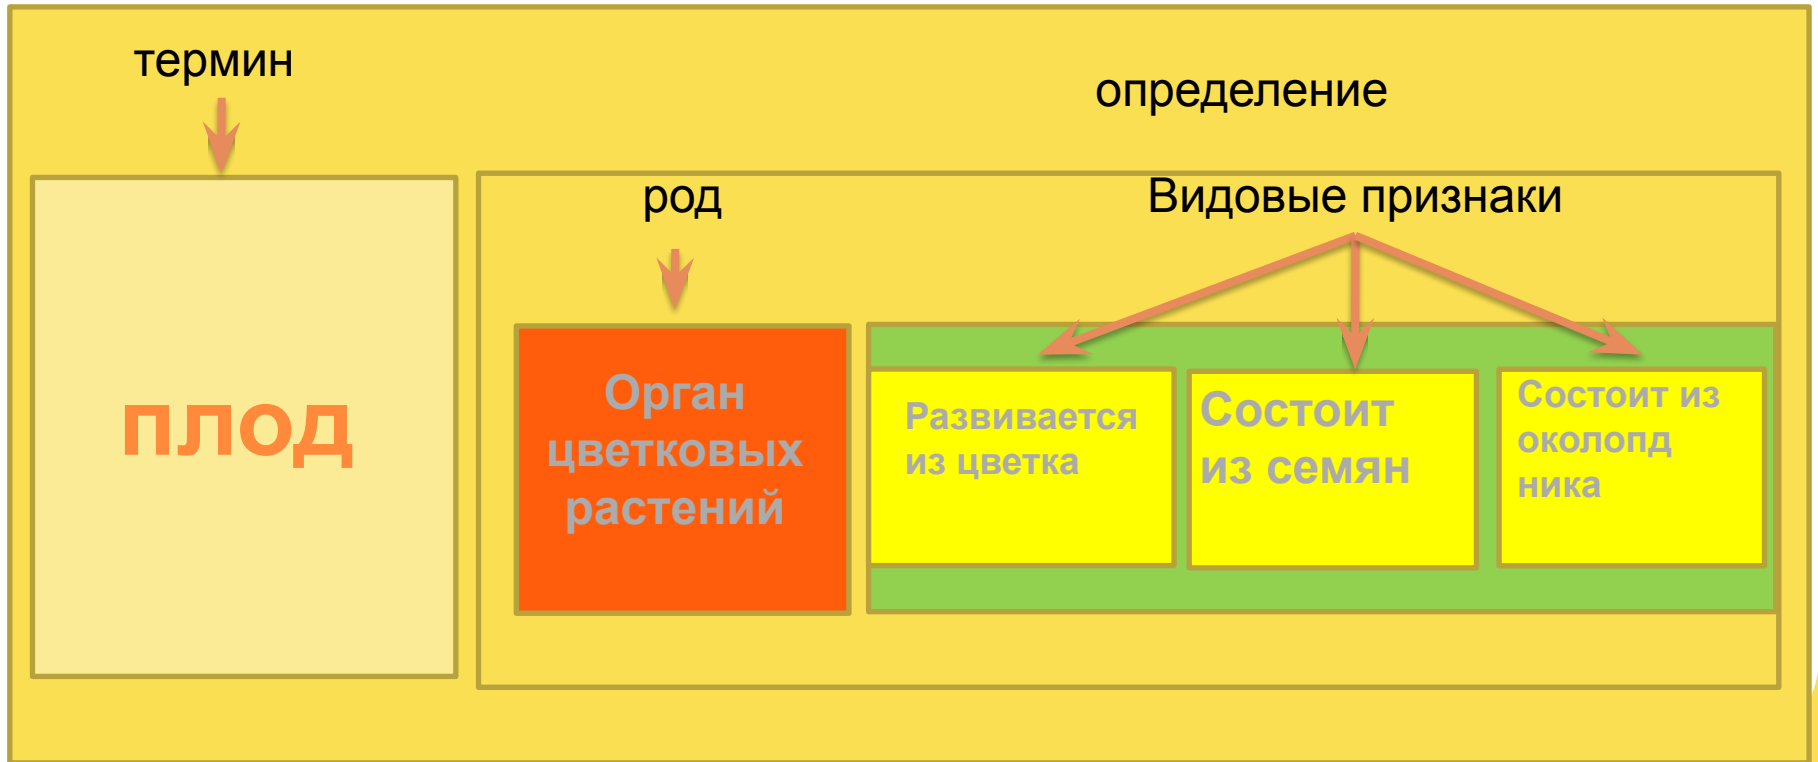 термин
определение
род
Видовые признаки
плод
Орган
цветковых
растений
Развивается
из цветка
Состоит
из семян
Состоит из
околопд
ника